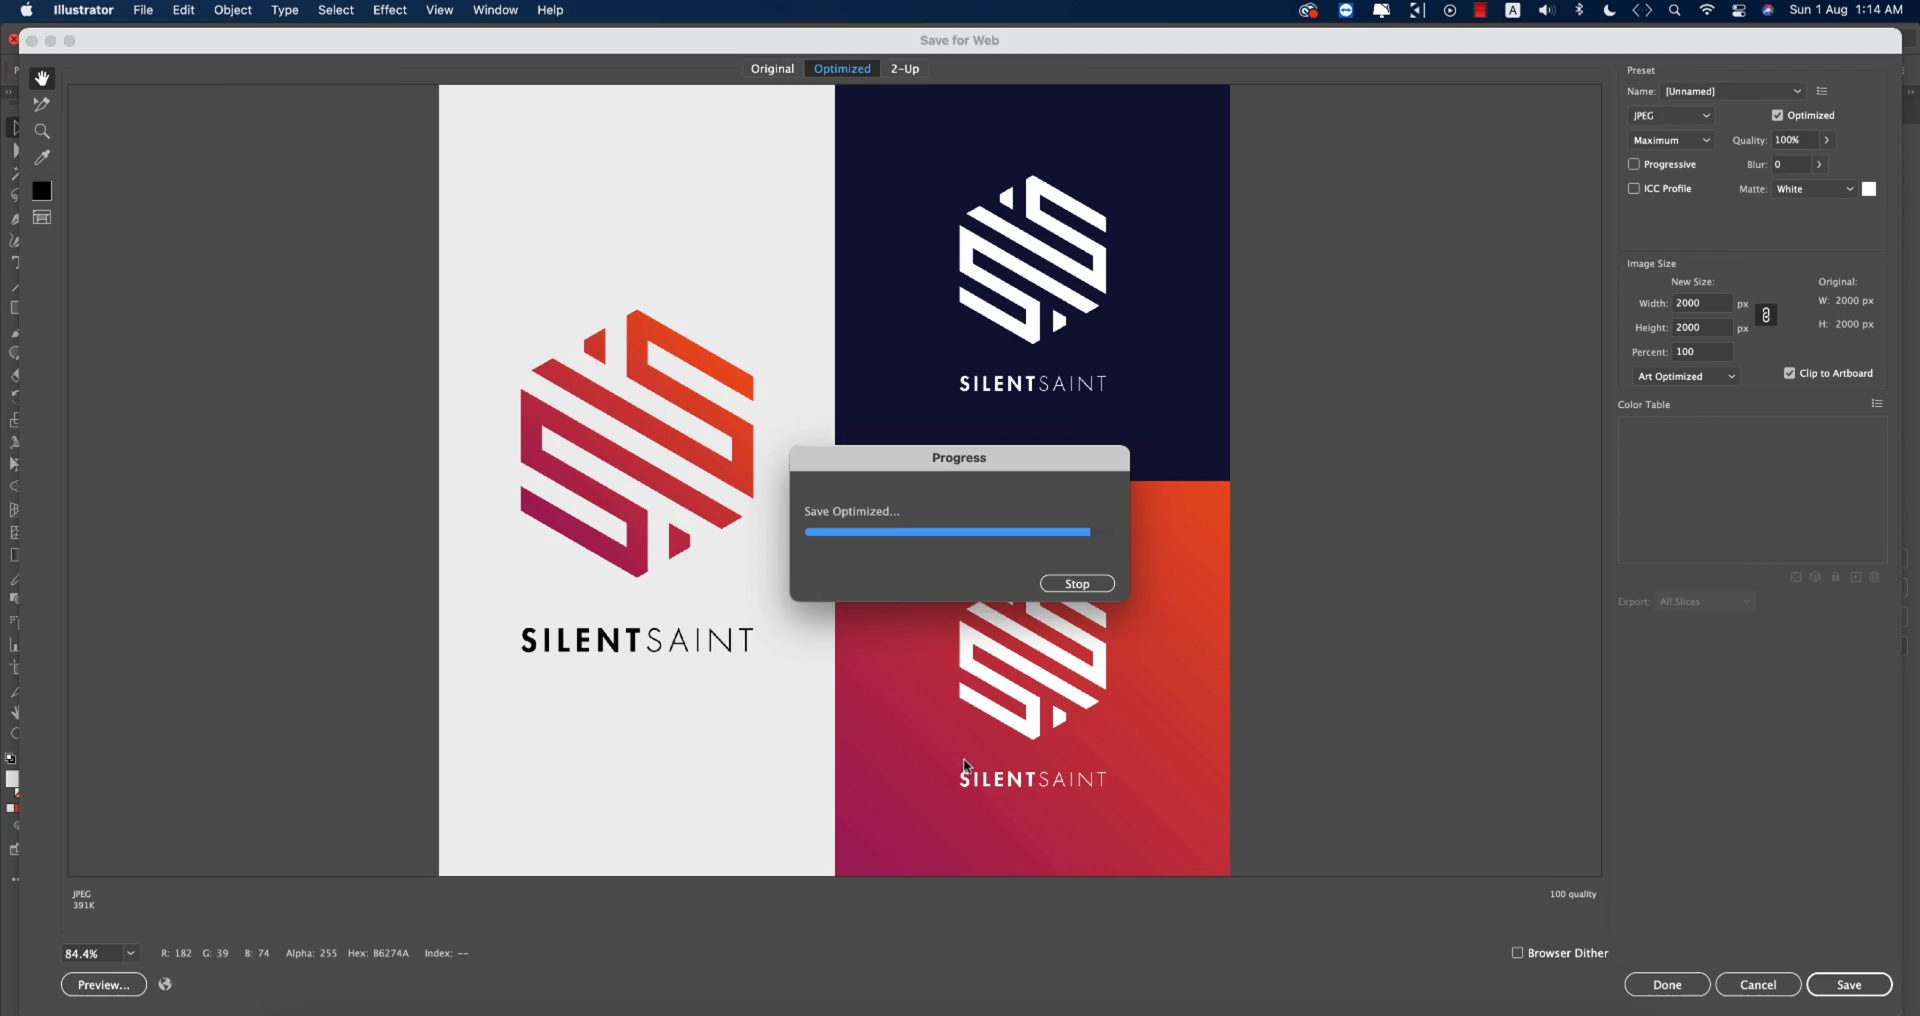 Illustrator File Edit Object Type Select Effect View Window Help
A
Sun 1 Aug 1:14 AM
Save for Web
Original Optimized 2-Up
Preset
Name: [Unnamed]
JPEG Optimized
Maximum Quality: 100%
Progressive Blur: 0
ICC Profile Matte: White
Image Size
New Size: Original:
Width: 2000 px W: 2000 px
Height: 2000 px H: 2000 px
Percent: 100
Art Optimized Clip to Artboard
Color Table
Export: All Slices
SILENTSAINT
SILENTSAINT
Progress
Save Optimized...
Stop
SILENTSAINT
JPEG
391K
100 quality
84.4% R: 182 G: 39 B: 74 Alpha: 255 Hex: B6274A Index: --
Browser Dither
Preview... Done Cancel Save